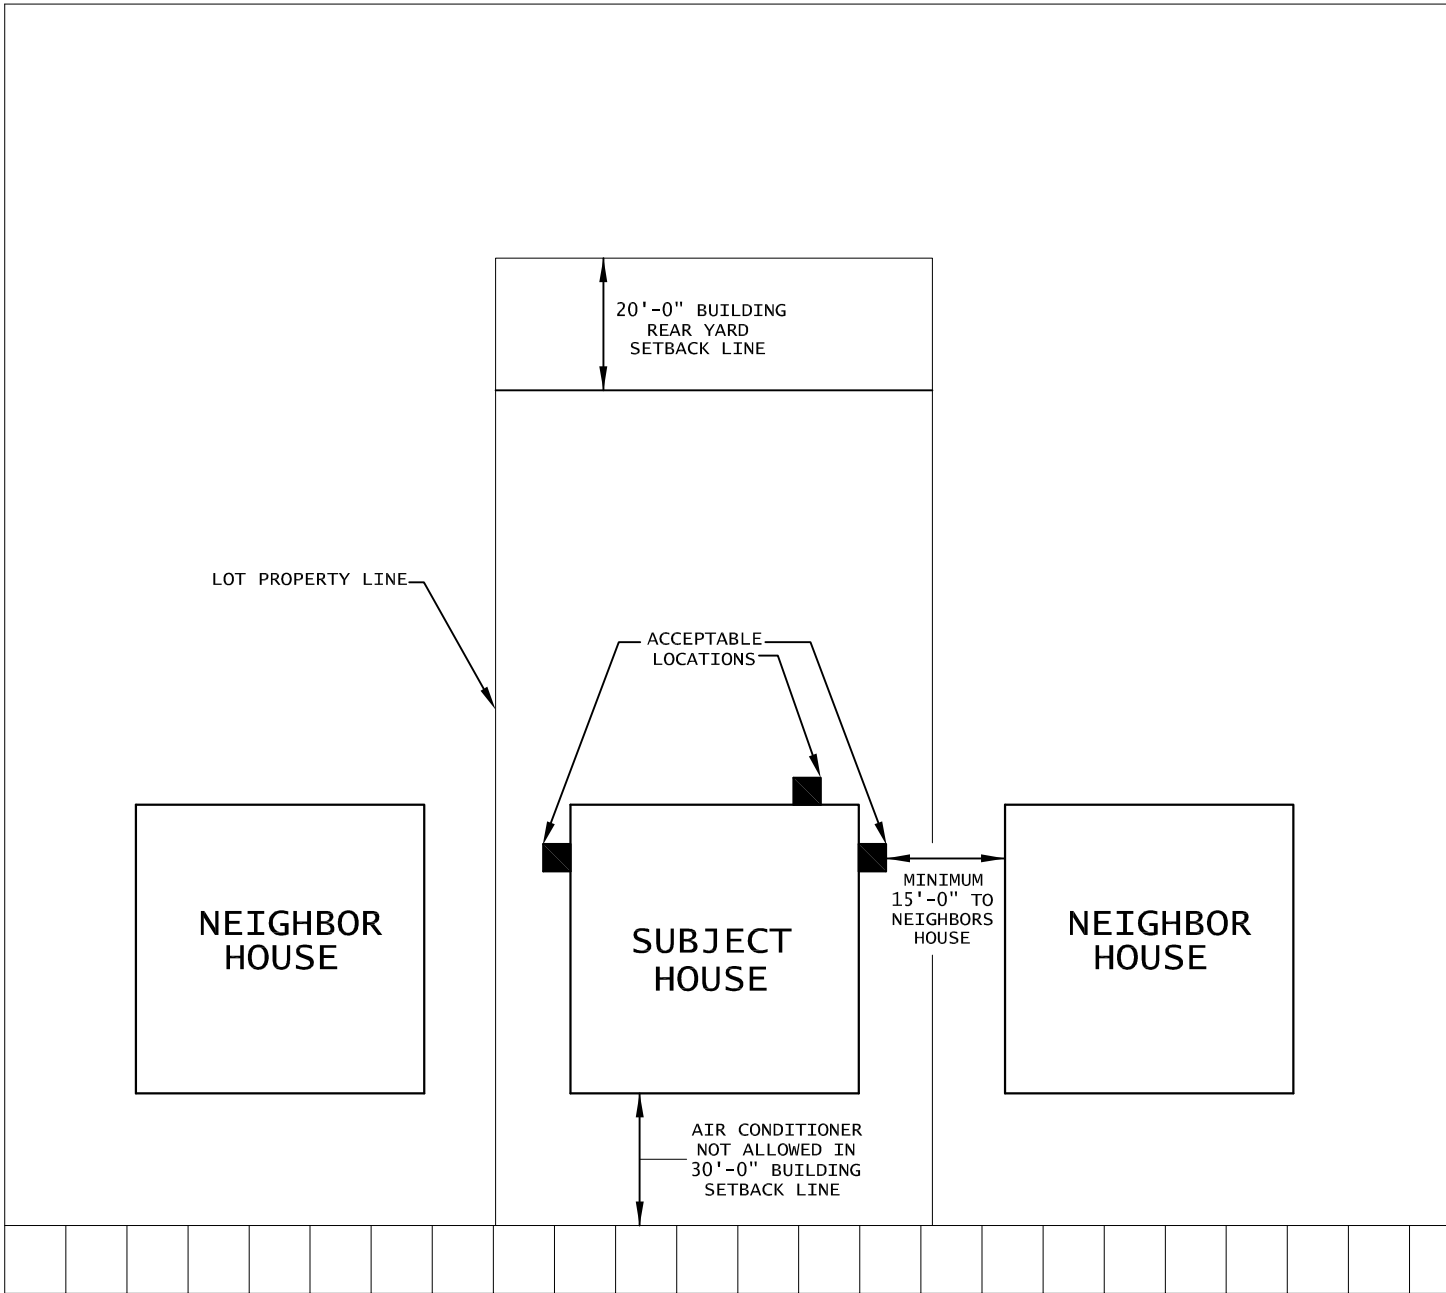 20'-0" BUILDING
REAR YARD
SETBACK LINE
LOT PROPERTY LINE
ACCEPTABLE
LOCATIONS
MINIMUM
15'-0" TO
NEIGHBORS
HOUSE
NEIGHBOR
HOUSE
SUBJECT
HOUSE
NEIGHBOR
HOUSE
AIR CONDITIONER
NOT ALLOWED IN
30'-0" BUILDING
SETBACK LINE